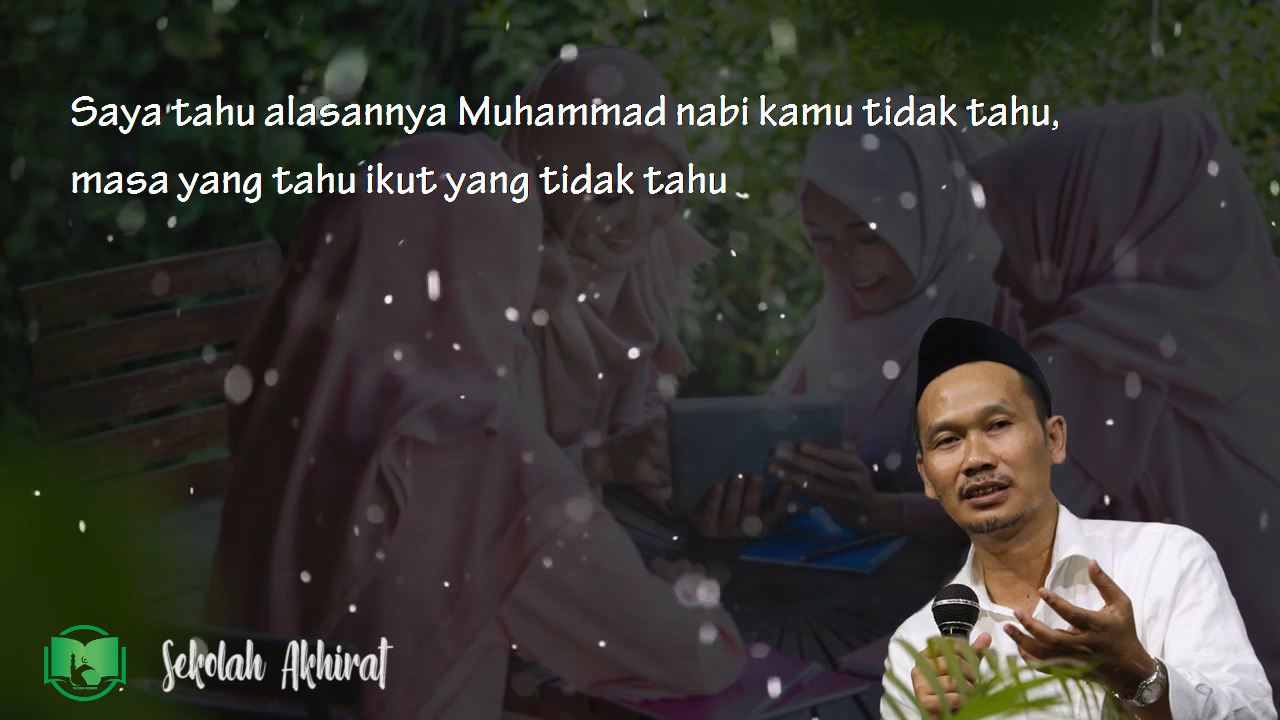 Saya tahu alasannya Muhammad nabi kamu tidak tahu,
masa yang tahu ikut yang tidak tahu
Sekolah Akhirat